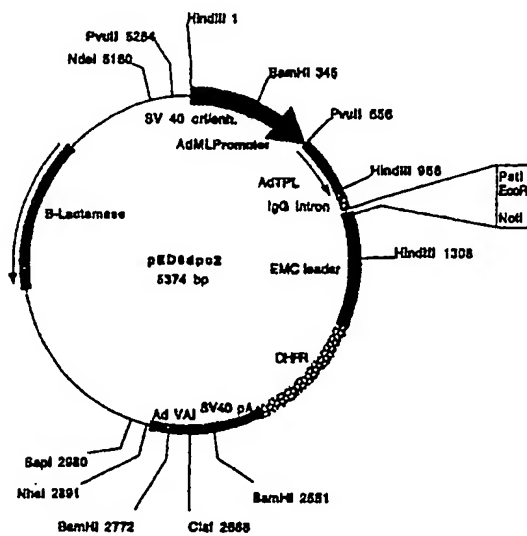 HindIII 1
PvuII 5284
NdeI 5160
BamHI 345
SV 40 ori/enh.
PvuII 656
AdMLPromoter
HindIII 958
AdTPL
PstI
EcoRI
IgG Intron
NotI
B-Lactamase
pED6dpc2
5374 bp
EMC leader
HindIII 1308
DHFR
SV40 pA
Ad VAI
SapI 2980
NheI 2891
BamHI 2551
BamHI 2772
ClaI 2668